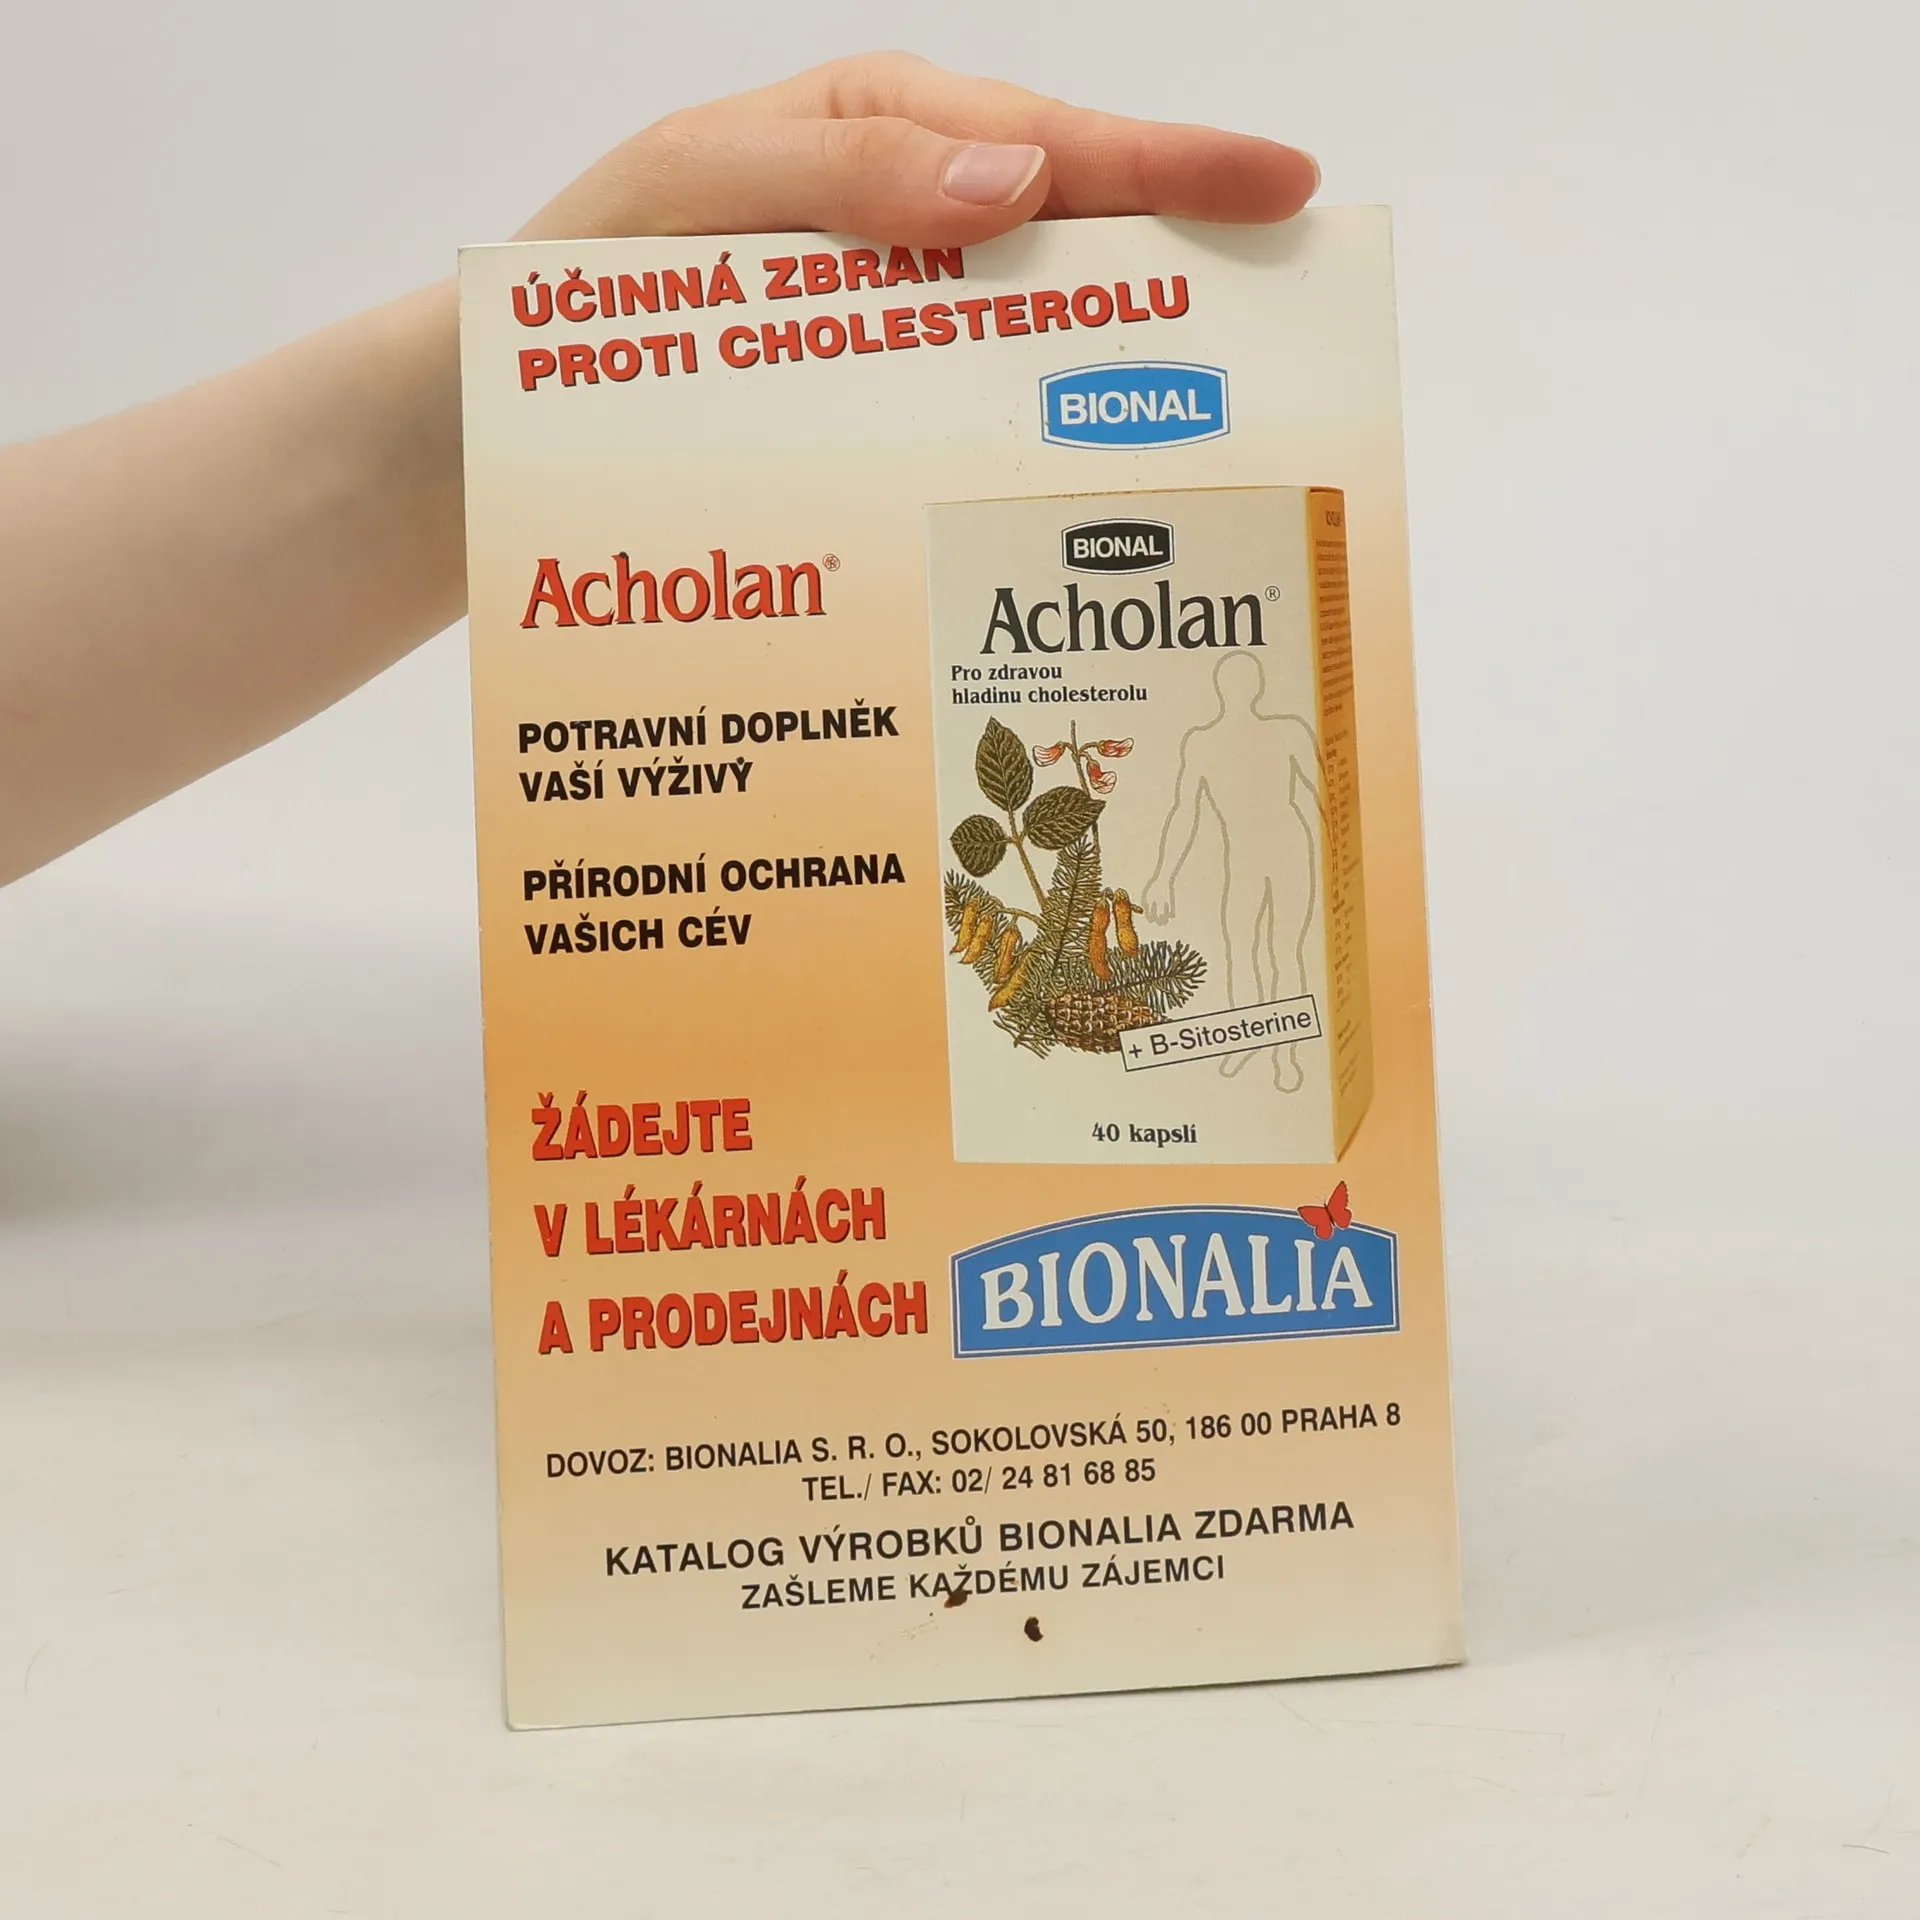 ÚČINNÁ ZBRAŇ
PROTI CHOLESTEROLU
BIONAL
Acholan®
POTRAVNÍ DOPLNĚK
VAŠÍ VÝŽIVY
PŘÍRODNÍ OCHRANA
VAŠICH CÉV
BIONAL
Acholan®
Pro zdravou
hladinu cholesterolu
+ B-Sitosterine
40 kapslí
ŽÁDEJTE
V LÉKÁRNÁCH
A PRODEJNÁCH
BIONALIA
DOVOZ: BIONALIA S. R. O., SOKOLOVSKÁ 50, 186 00 PRAHA 8
TEL./ FAX: 02/ 24 81 68 85
KATALOG VÝROBKŮ BIONALIA ZDARMA
ZAŠLEME KAŽDÉMU ZÁJEMCI